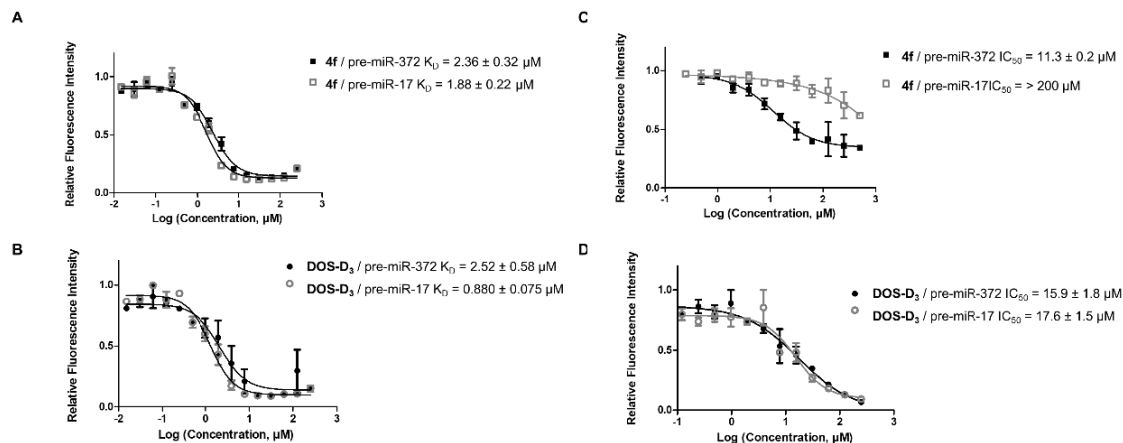 A
4f / pre-miR-372 KD = 2.36 ± 0.32 µM
4f / pre-miR-17 KD = 1.88 ± 0.22 µM
Relative Fluorescence Intensity
1.0
0.5
0.0
-2 -1 0 1 2 3
Log (Concentration, µM)
B
DOS-D3 / pre-miR-372 KD = 2.52 ± 0.58 µM
DOS-D3 / pre-miR-17 KD = 0.880 ± 0.075 µM
Relative Fluorescence Intensity
1.0
0.5
0.0
-2 -1 0 1 2 3
Log (Concentration, µM)
C
4f / pre-miR-372 IC50 = 11.3 ± 0.2 µM
4f / pre-miR-17IC50 = > 200 µM
Relative Fluorescence Intensity
1.0
0.5
0.0
-1 0 1 2 3
Log (Concentration, µM)
D
DOS-D3 / pre-miR-372 IC50 = 15.9 ± 1.8 µM
DOS-D3 / pre-miR-17 IC50 = 17.6 ± 1.5 µM
Relative Fluorescence Intensity
1.0
0.5
0.0
-1 0 1 2 3
Log (Concentration, µM)